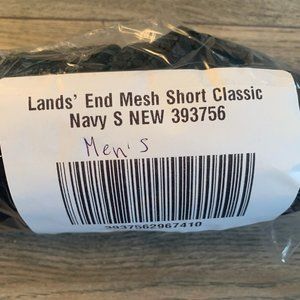 Lands' End Mesh Short Classic
Navy S NEW 393756
Men's
3937562967410